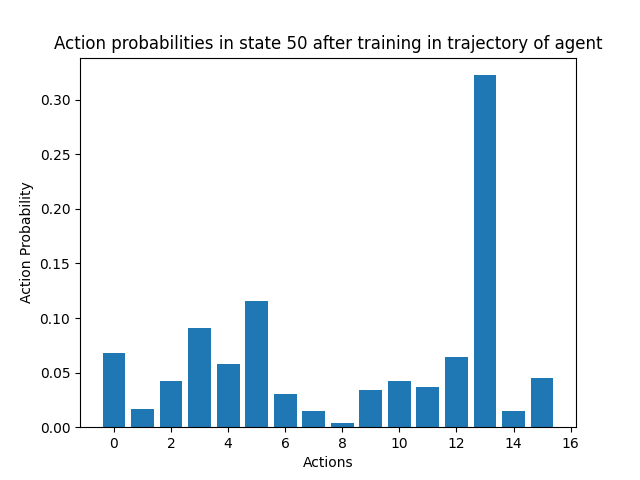 Action probabilities in state 50 after training in trajectory of agent
0.30
0.25
0.20
0.15
0.10
0.05
0.00
Action Probability
0 2 4 6 8 10 12 14 16
Actions